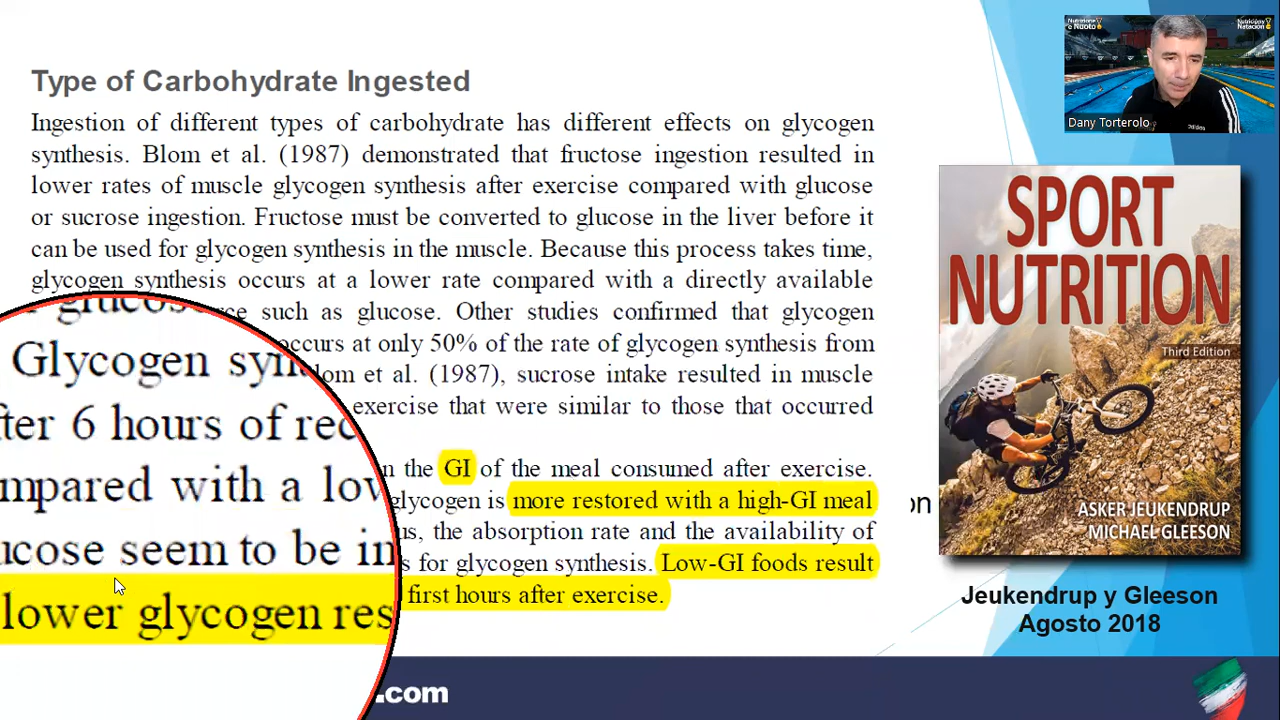 Type of Carbohydrate Ingested
Ingestion of different types of carbohydrate has different effects on glycogen
synthesis. Blom et al. (1987) demonstrated that fructose ingestion resulted in
lower rates of muscle glycogen synthesis after exercise compared with glucose
or sucrose ingestion. Fructose must be converted to glucose in the liver before it
can be used for glycogen synthesis in the muscle. Because this process takes time,
glycogen synthesis occurs at a lower rate compared with a directly available
such as glucose. Other studies confirmed that glycogen
occurs at only 50% of the rate of glycogen synthesis from
et al. (1987), sucrose intake resulted in muscle
exercise that were similar to those that occurred
the GI of the meal consumed after exercise.
glycogen is more restored with a high-GI meal
the absorption rate and the availability of
for glycogen synthesis. Low-GI foods result
first hours after exercise.
Glycogen
6 hours of
with a
seem to be
lower glycogen
on
.com
Nutrizione
e Nuoto
Nutrición y
Natación
Dany Torterolo
adidas
SPORT
NUTRITION
Third Edition
ASKER JEUKENDRUP
MICHAEL GLEESON
Jeukendrup y Gleeson
Agosto 2018